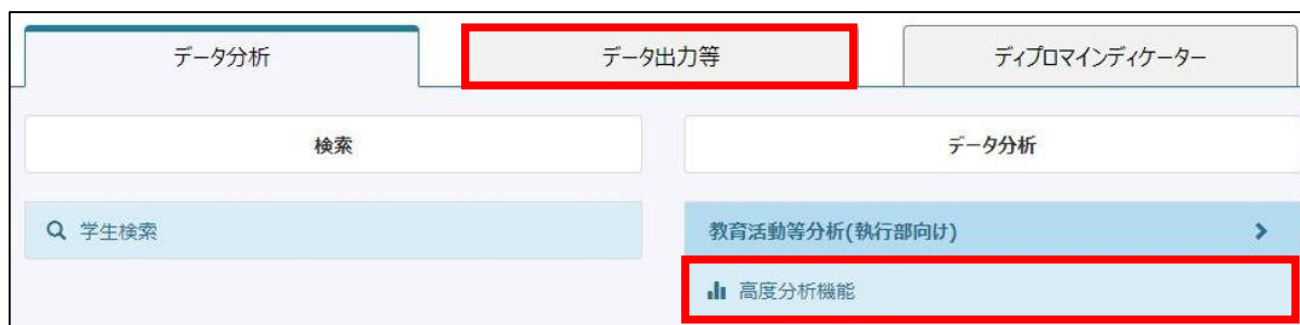 データ分析 データ出力等 ディプロマインディケーター
検索 データ分析
学生検索 教育活動等分析(執行部向け)
高度分析機能